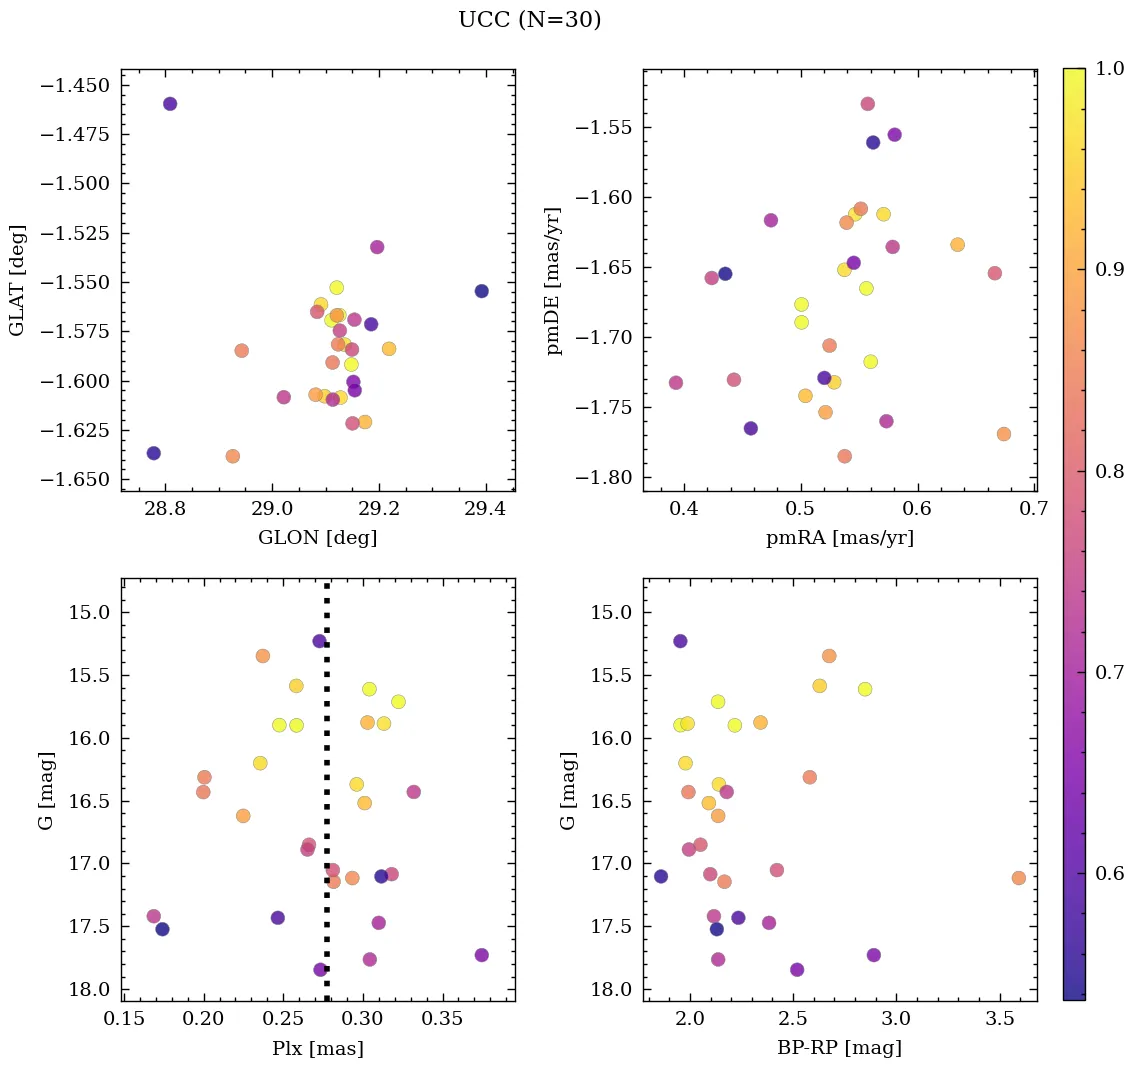 UCC (N=30)
−1.450
−1.475
−1.500
−1.525
−1.550
−1.575
−1.600
−1.625
−1.650
GLAT [deg]
28.8 29.0 29.2 29.4
GLON [deg]
−1.55
−1.60
−1.65
−1.70
−1.75
−1.80
pmDE [mas/yr]
0.4 0.5 0.6 0.7
pmRA [mas/yr]
15.0
15.5
16.0
16.5
17.0
17.5
18.0
G [mag]
0.15 0.20 0.25 0.30 0.35
Plx [mas]
15.0
15.5
16.0
16.5
17.0
17.5
18.0
G [mag]
2.0 2.5 3.0 3.5
BP-RP [mag]
1.0
0.9
0.8
0.7
0.6